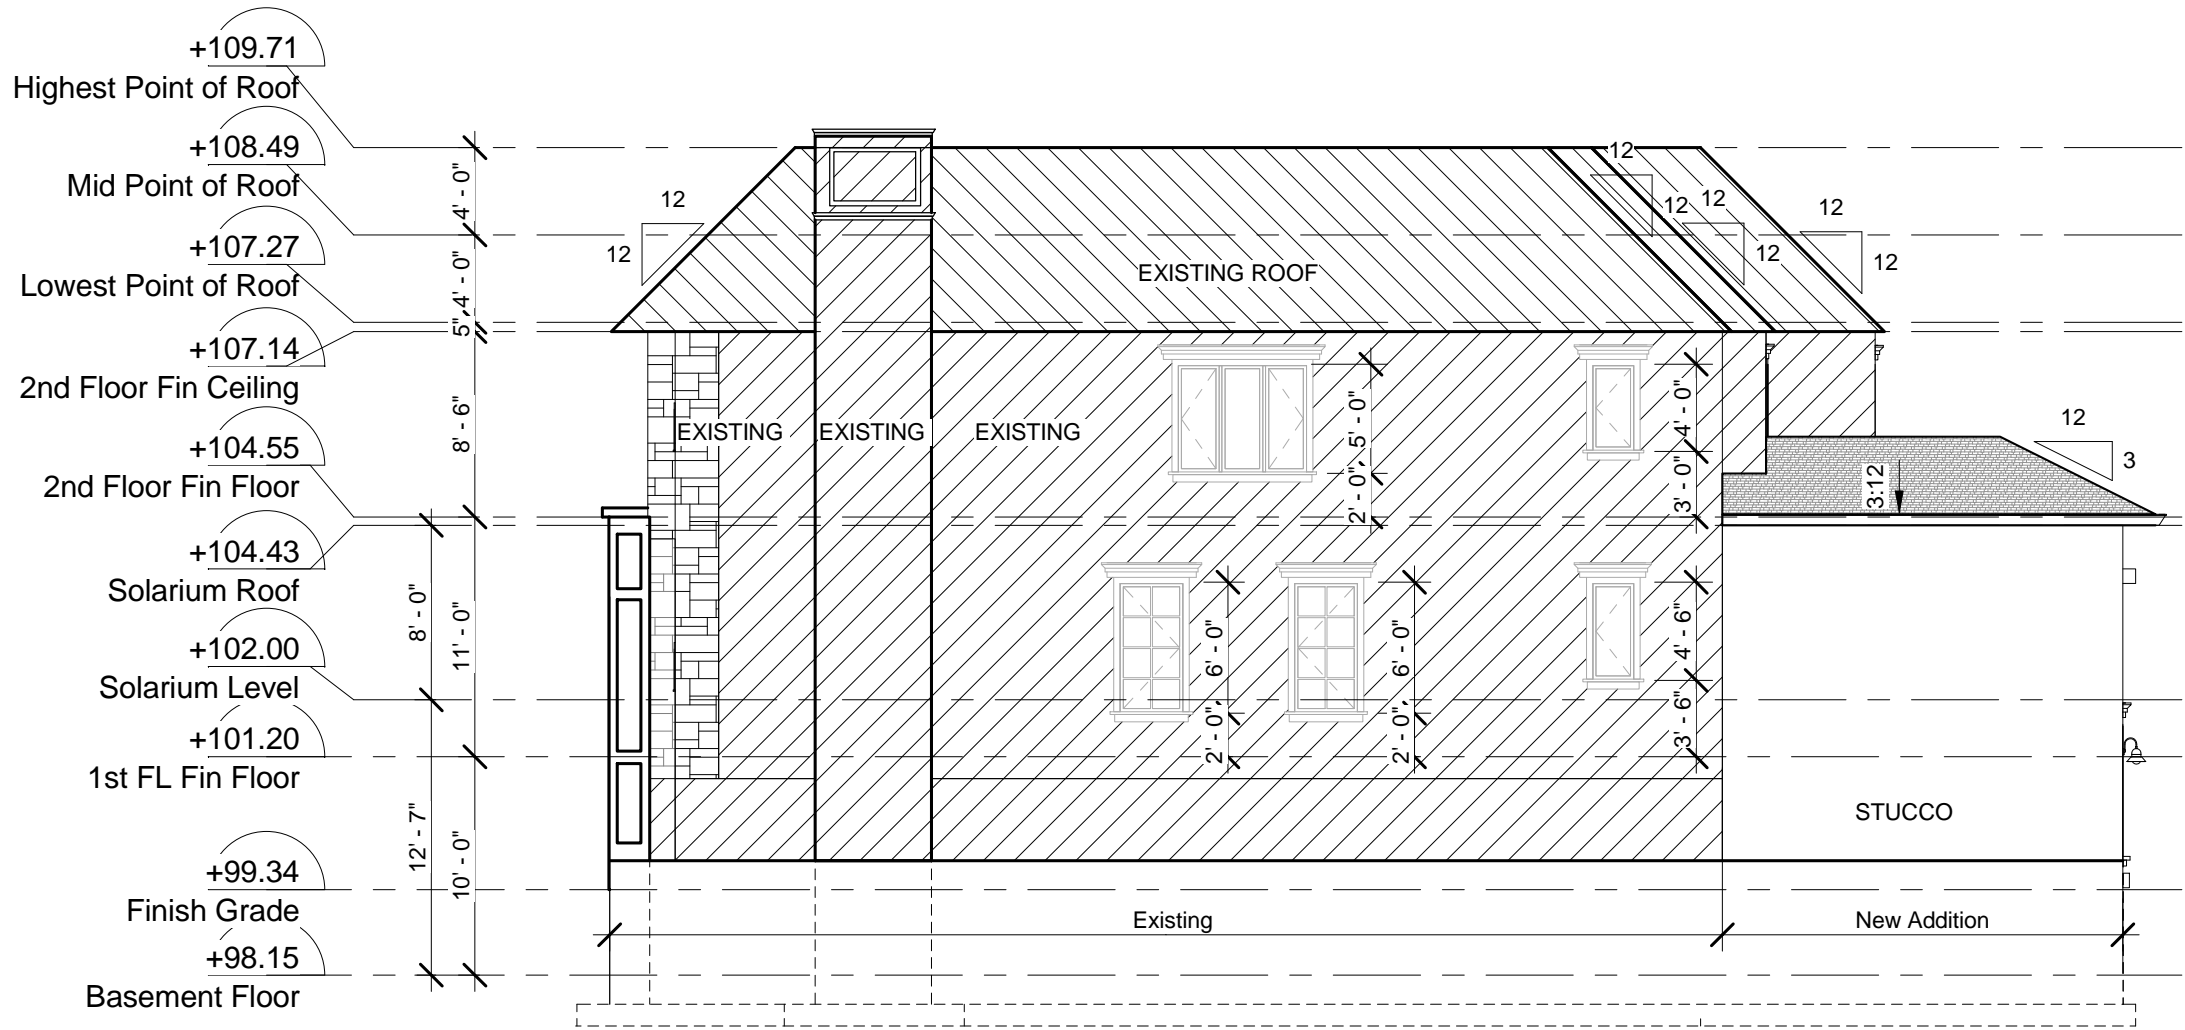 +109.71
Highest Point of Roof
+108.49
Mid Point of Roof
+107.27
Lowest Point of Roof
+107.14
2nd Floor Fin Ceiling
+104.55
2nd Floor Fin Floor
+104.43
Solarium Roof
+102.00
Solarium Level
+101.20
1st FL Fin Floor
+99.34
Finish Grade
+98.15
Basement Floor
4' - 0"
4' - 0"
5"
8' - 6"
11' - 0"
10' - 0"
8' - 0"
12' - 7"
12
12
12
12
12
12
12
12
EXISTING ROOF
EXISTING
EXISTING
EXISTING
5' - 0"
2' - 0"
4' - 0"
3' - 0"
12
3
3:12
6' - 0"
2' - 0"
6' - 0"
2' - 0"
4' - 6"
3' - 6"
STUCCO
Existing
New Addition